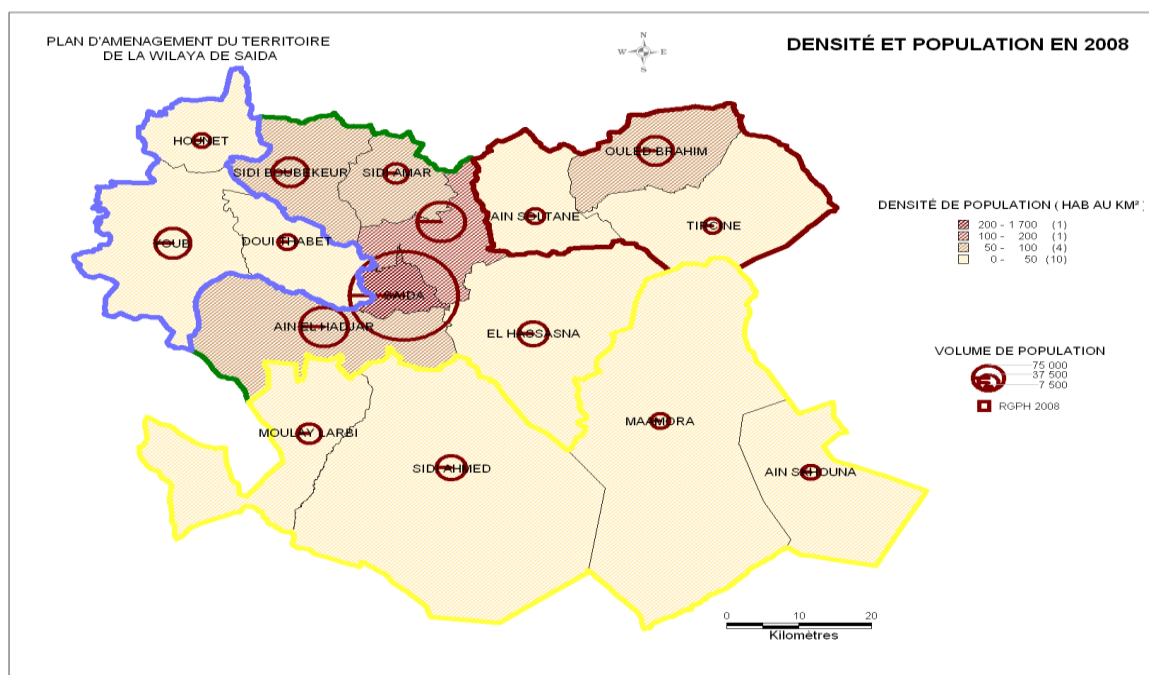 PLAN D'AMENAGEMENT DU TERRITOIRE
DE LA WILAYA DE SAIDA
N
W E
S
DENSITÉ ET POPULATION EN 2008
HOUNET
SIDI BOUBEKEUR
SIDI AMAR
OULED BRAHIM
AIN SOLTANE
TIRCINE
YOUB
DOUI THABET
SAIDA
AIN EL HADJAR
EL HASSASNA
MOULAY LARBI
SIDI AHMED
MAAMORA
AIN SKHOUNA
DENSITÉ DE POPULATION ( HAB AU KM²
200 - 1 700 (1)
100 - 200 (1)
50 - 100 (4)
0 - 50 (10)
VOLUME DE POPULATION
75 000
37 500
7 500
RGPH 2008
0 10 20
Kilomètres